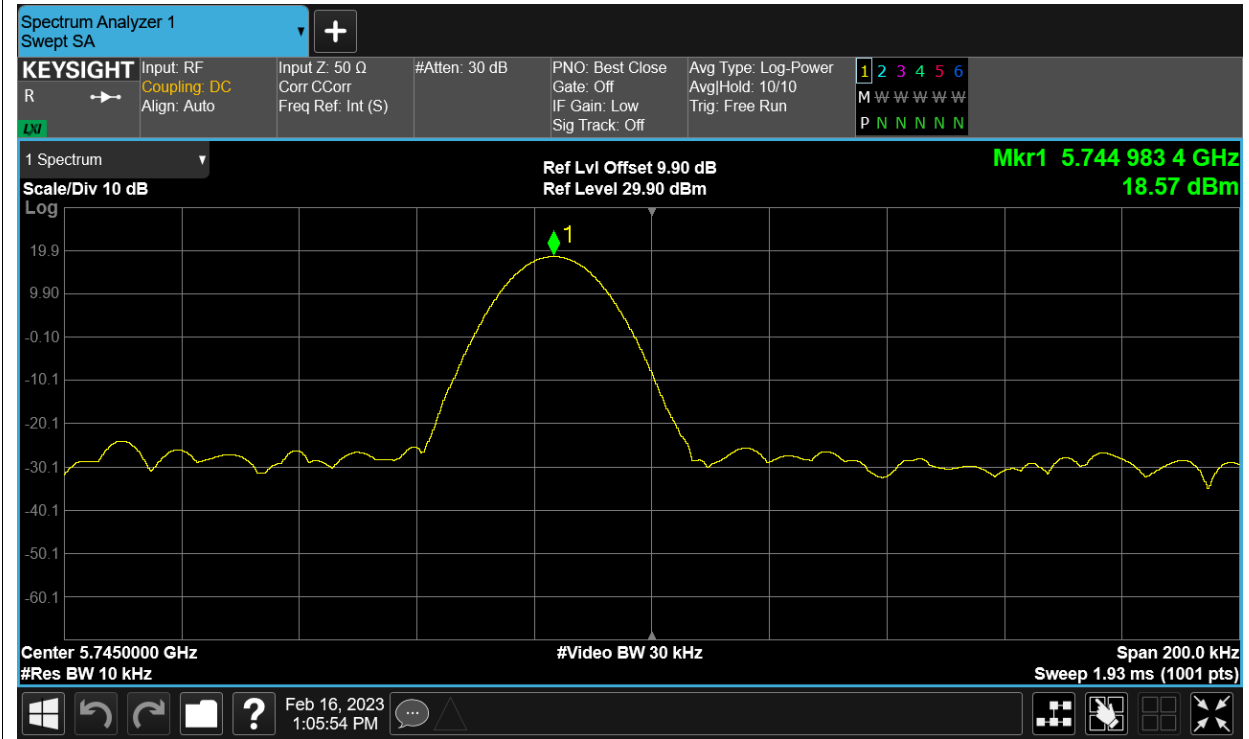 Spectrum Analyzer 1
Swept SA
KEYSIGHT
R
LXI
Input: RF
Coupling: DC
Align: Auto
Input Z: 50 Ω
Corr CCorr
Freq Ref: Int (S)
#Atten: 30 dB
PNO: Best Close
Gate: Off
IF Gain: Low
Sig Track: Off
Avg Type: Log-Power
Avg|Hold: 10/10
Trig: Free Run
1 2 3 4 5 6
M W W W W W
P N N N N N
1 Spectrum
Scale/Div 10 dB
Log
Ref Lvl Offset 9.90 dB
Ref Level 29.90 dBm
Mkr1 5.744 983 4 GHz
18.57 dBm
1
19.9
9.90
-0.10
-10.1
-20.1
-30.1
-40.1
-50.1
-60.1
Center 5.7450000 GHz
#Video BW 30 kHz
Span 200.0 kHz
#Res BW 10 kHz
Sweep 1.93 ms (1001 pts)
?
Feb 16, 2023
1:05:54 PM